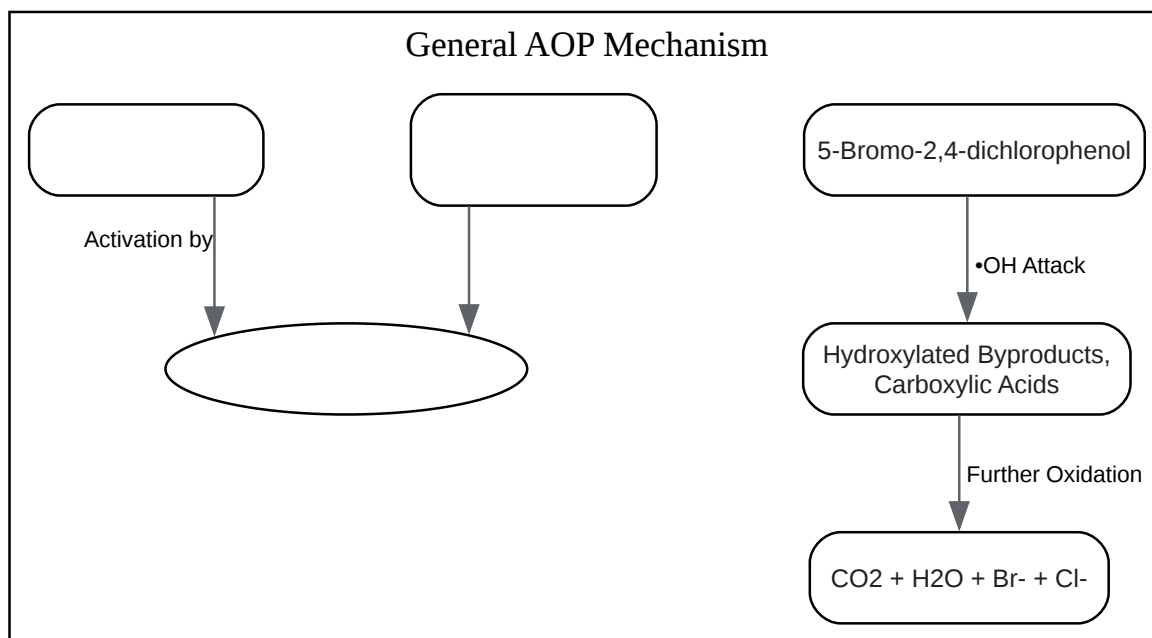 General AOP Mechanism
5-Bromo-2,4-dichlorophenol
Activation by
•OH Attack
Hydroxylated Byproducts,
Carboxylic Acids
Further Oxidation
CO2 + H2O + Br- + Cl-